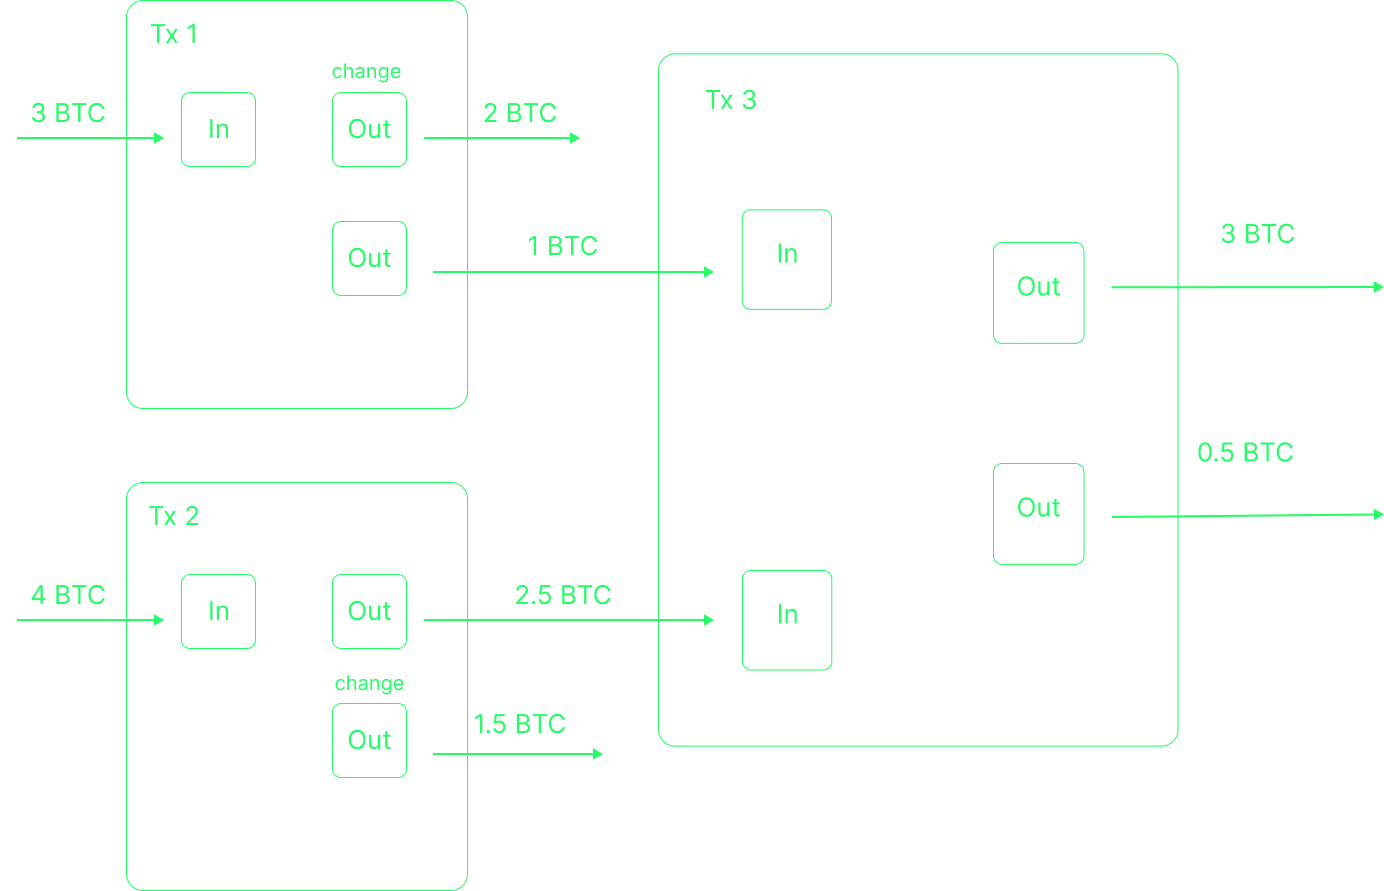 Tx 1
change
3 BTC
In
Out
2 BTC
Out
1 BTC
Tx 2
4 BTC
In
Out
2.5 BTC
change
Out
1.5 BTC
Tx 3
In
Out
3 BTC
In
Out
0.5 BTC